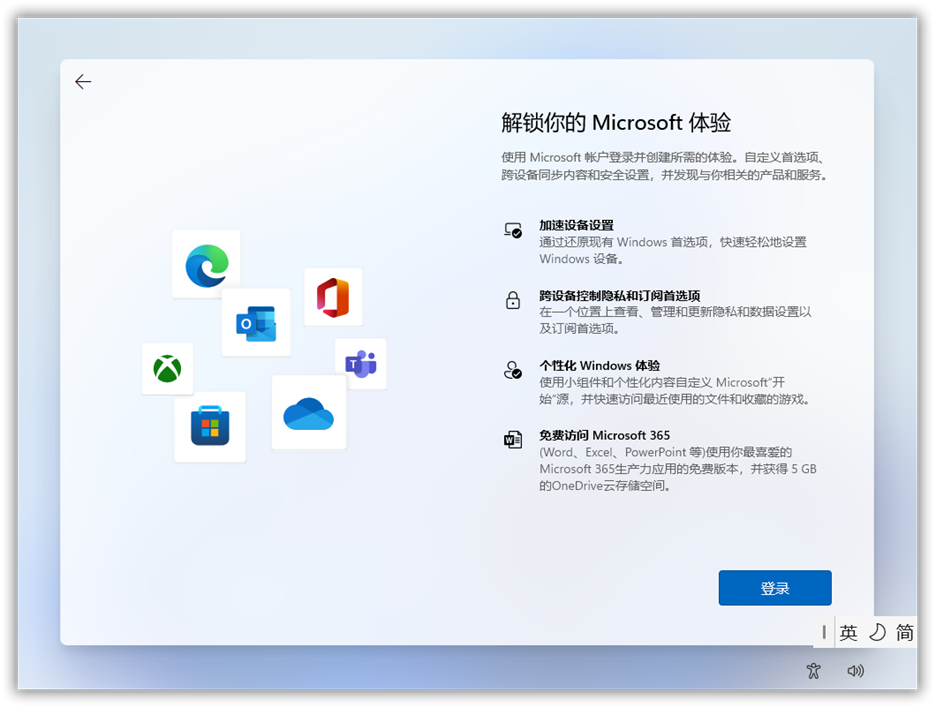 解锁你的 Microsoft 体验
使用 Microsoft 帐户登录并创建所需的体验。自定义首选项、
跨设备同步内容和安全设置，并发现与你相关的产品和服务。
加速设备设置
通过还原现有 Windows 首选项，快速轻松地设置
Windows 设备。
跨设备控制隐私和订阅首选项
在一个位置上查看、管理和更新隐私和数据设置以
及订阅首选项。
个性化 Windows 体验
使用小组件和个性化内容自定义 Microsoft"开
始"源，并快速访问最近使用的文件和收藏的游戏。
免费访问 Microsoft 365
(Word、Excel、PowerPoint 等)使用你最喜爱的
Microsoft 365生产力应用的免费版本，并获得 5 GB
的OneDrive云存储空间。
登录
英 简